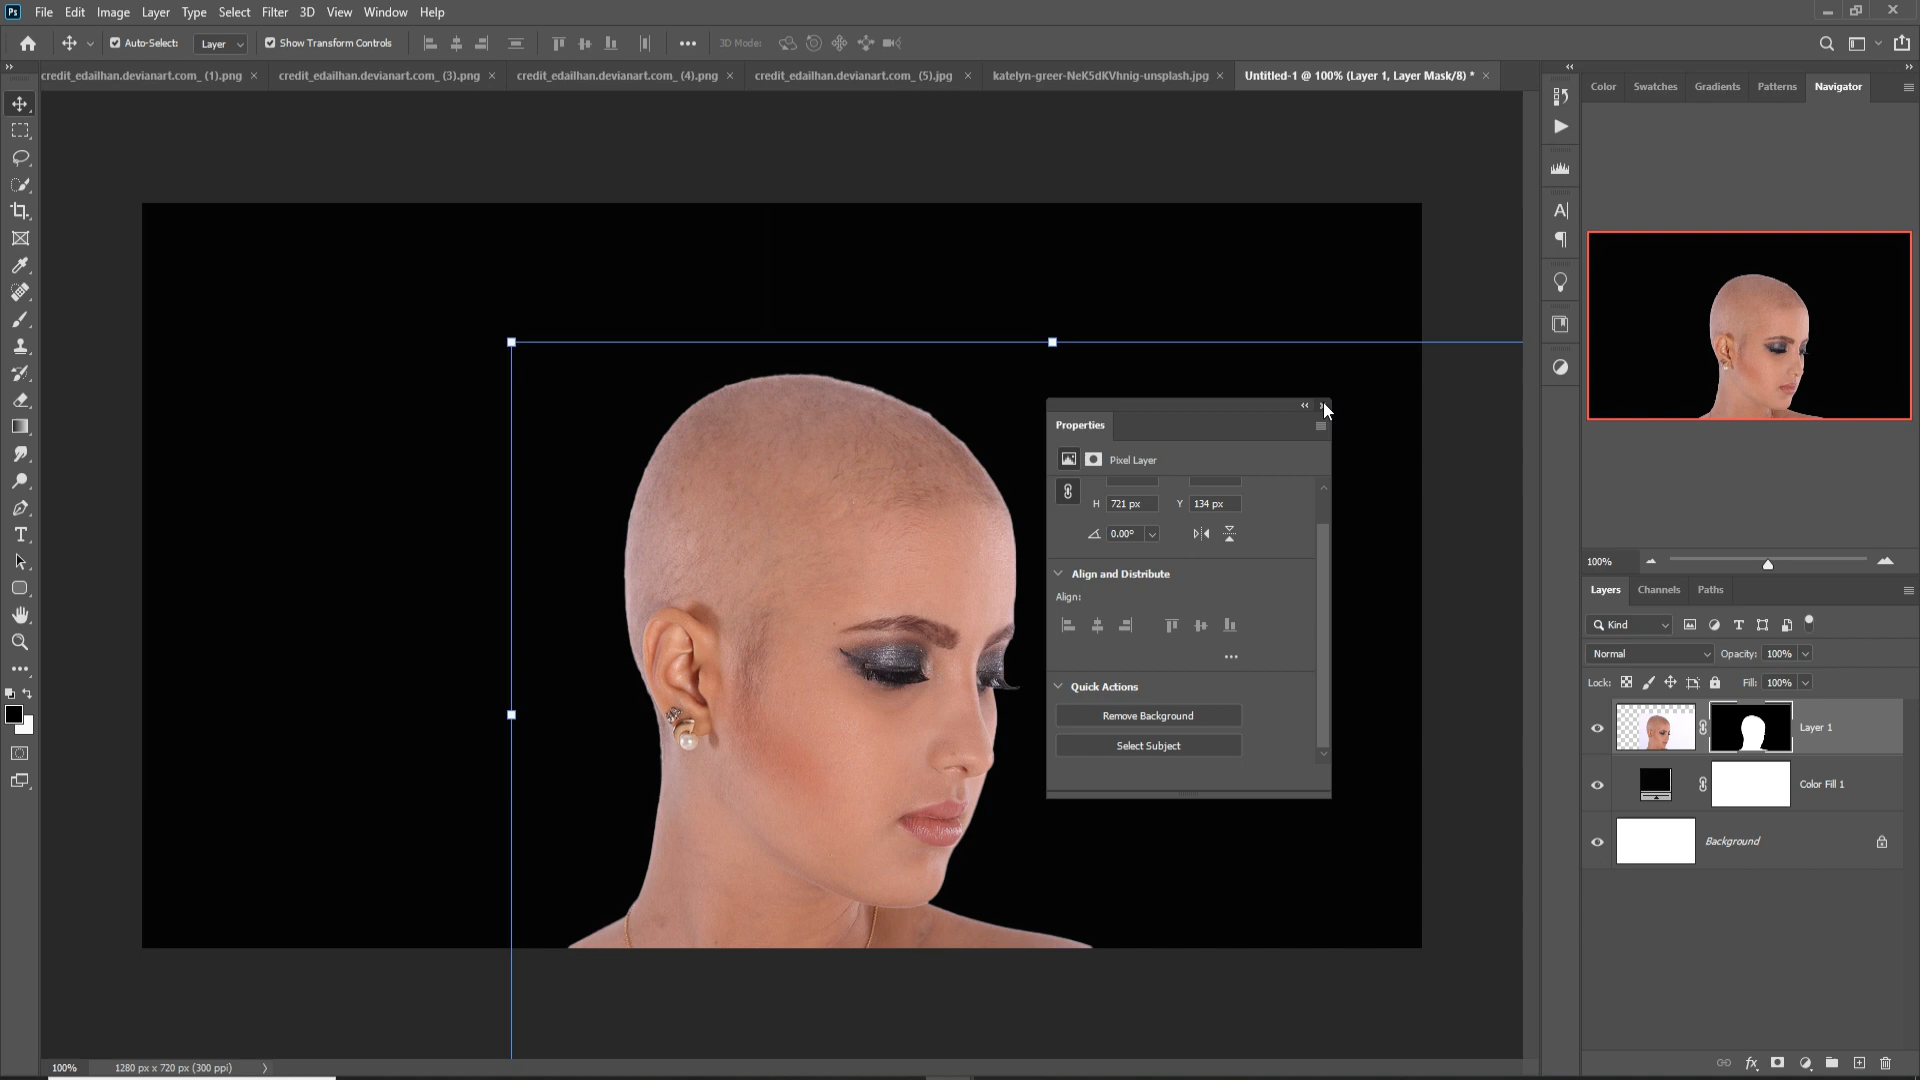 Ps File Edit Image Layer Type Select Filter 3D View Window Help
Auto-Select: Layer Show Transform Controls 3D Mode:
credit_edailhan.devianart.com_ (1).png credit_edailhan.devianart.com_ (3).png credit_edailhan.devianart.com_ (4).png credit_edailhan.devianart.com_ (5).jpg katelyn-greer-NeK5dKVhnig-unsplash.jpg Untitled-1 @ 100% (Layer 1, Layer Mask/8) *
Color Swatches Gradients Patterns Navigator
Properties
Pixel Layer
H 721 px Y 134 px
0.00°
Align and Distribute
Align:
Quick Actions
Remove Background
Select Subject
100%
Layers Channels Paths
Kind
Normal Opacity: 100%
Lock: Fill: 100%
Layer 1
Color Fill 1
Background
100% 1280 px x 720 px (300 ppi)